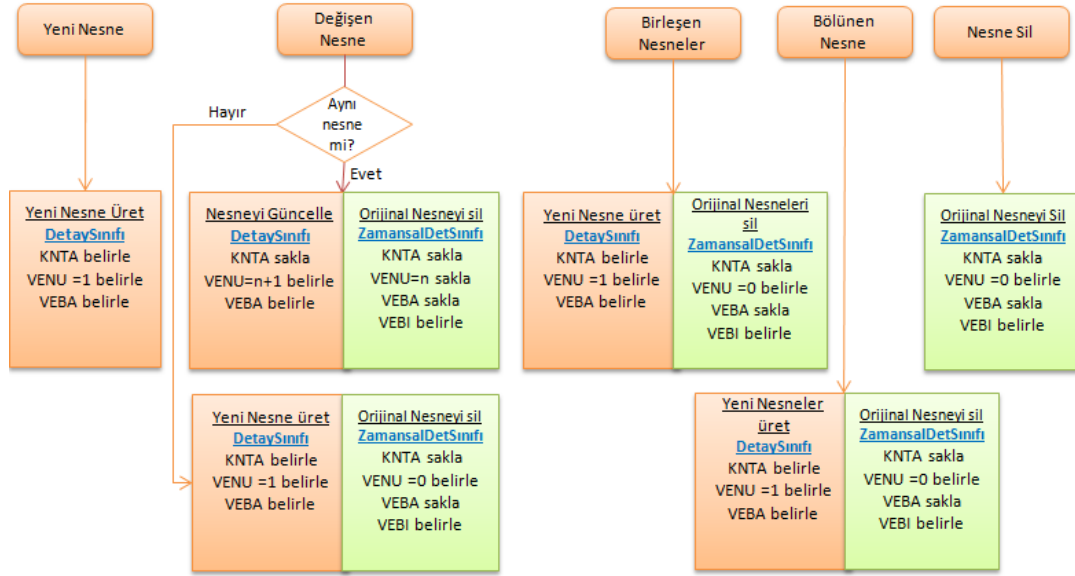 Yeni Nesne
Değişen
Nesne
Birleşen
Nesneler
Bölünen
Nesne
Nesne Sil
Hayır
Aynı
nesne
mi?
Evet
Yeni Nesne Üret
DetaySınıfı
KNTA belirle
VENU =1 belirle
VEBA belirle
Nesneyi Güncelle
DetaySınıfı
KNTA sakla
VENU=n+1 belirle
VEBA belirle
Orijinal Nesneyi sil
ZamansalDetSınıfı
KNTA sakla
VENU=n sakla
VEBA sakla
VEBI belirle
Yeni Nesne üret
DetaySınıfı
KNTA belirle
VENU =1 belirle
VEBA belirle
Orijinal Nesneleri
sil
ZamansalDetSınıfı
KNTA sakla
VENU =0 belirle
VEBA sakla
VEBI belirle
Orijinal Nesneyi Sil
ZamansalDetSınıfı
KNTA sakla
VENU =0 belirle
VEBA sakla
VEBI belirle
Yeni Nesne üret
DetaySınıfı
KNTA belirle
VENU =1 belirle
VEBA belirle
Orijinal Nesneyi sil
ZamansalDetSınıfı
KNTA sakla
VENU =0 belirle
VEBA sakla
VEBI belirle
Yeni Nesneler
üret
DetaySınıfı
KNTA belirle
VENU =1 belirle
VEBA belirle
Orijinal Nesneyi sil
ZamansalDetSınıfı
KNTA sakla
VENU =0 belirle
VEBA sakla
VEBI belirle